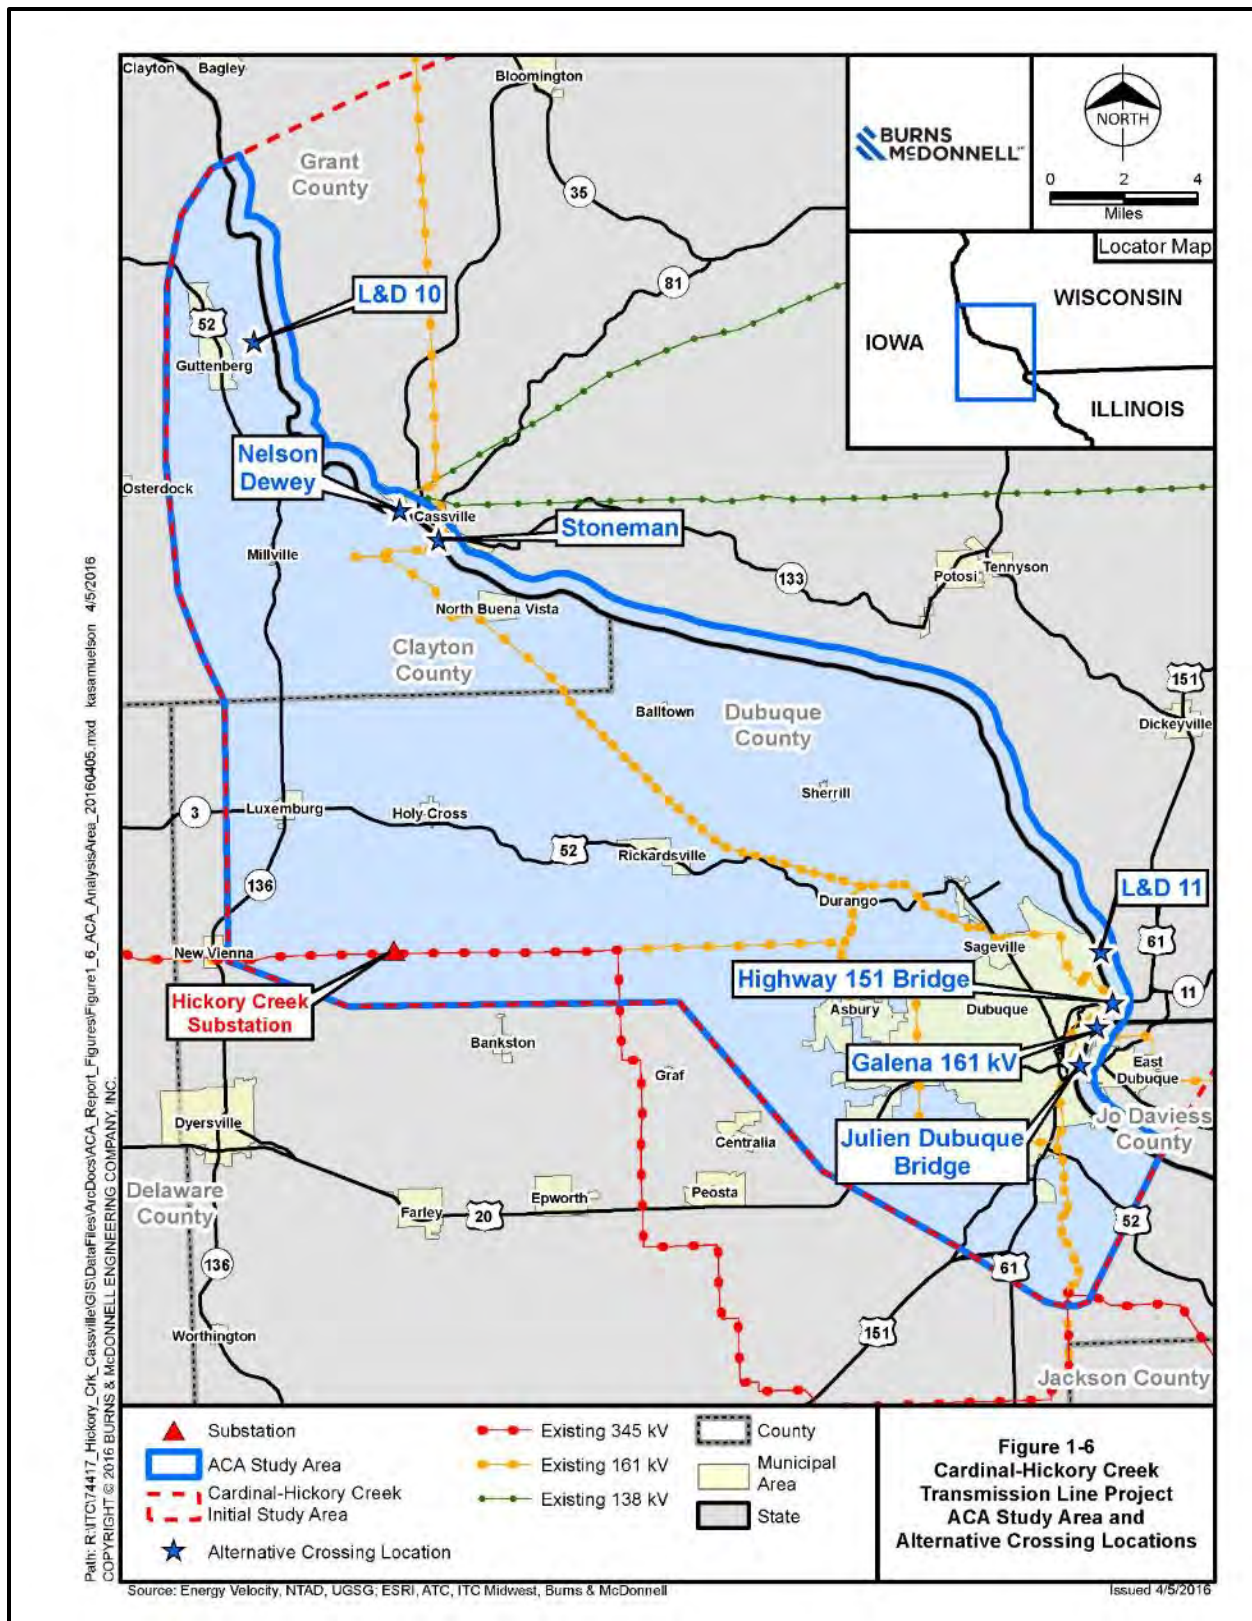 Clayton
Bagley
Bloomington
Grant
County
35
81
L&D 10
52
Guttenberg
Nelson
Dewey
Osterdock
Cassville
Stoneman
Millville
133
Potosi
Tennyson
North Buena Vista
Clayton
County
151
Dickeyville
Balltown
Dubuque
County
Sherrill
3
Luxemburg
Holy Cross
52
Rickardsville
136
Durango
L&D 11
New Vienna
Sageville
61
Highway 151 Bridge
11
Hickory Creek
Substation
Asbury
Dubuque
Bankston
Galena 161 kV
East
Dubuque
Graf
Jo Daviess
County
Dyersville
Centralia
Julien Dubuque
Bridge
Delaware
County
Farley
20
Epworth
Peosta
52
136
61
Worthington
151
Jackson County
BURNS
McDONNELL
SM
NORTH
0 2 4
Miles
Locator Map
WISCONSIN
IOWA
ILLINOIS
Substation
ACA Study Area
Cardinal-Hickory Creek
Initial Study Area
Alternative Crossing Location
Existing 345 kV
Existing 161 kV
Existing 138 kV
County
Municipal
Area
State
Figure 1-6
Cardinal-Hickory Creek
Transmission Line Project
ACA Study Area and
Alternative Crossing Locations
Source: Energy Velocity, NTAD, UGSG; ESRI, ATC, ITC Midwest, Burns & McDonnell
Issued 4/5/2016
Path: R:\ITC\74417_Hickory_Crk_Cassville\GIS\DataFiles\ArcDocs\ACA_Report_Figures\Figure1_6_ACA_AnalysisArea_20160405.mxd kasamuelson 4/5/2016
COPYRIGHT © 2016 BURNS & McDONNELL ENGINEERING COMPANY, INC.